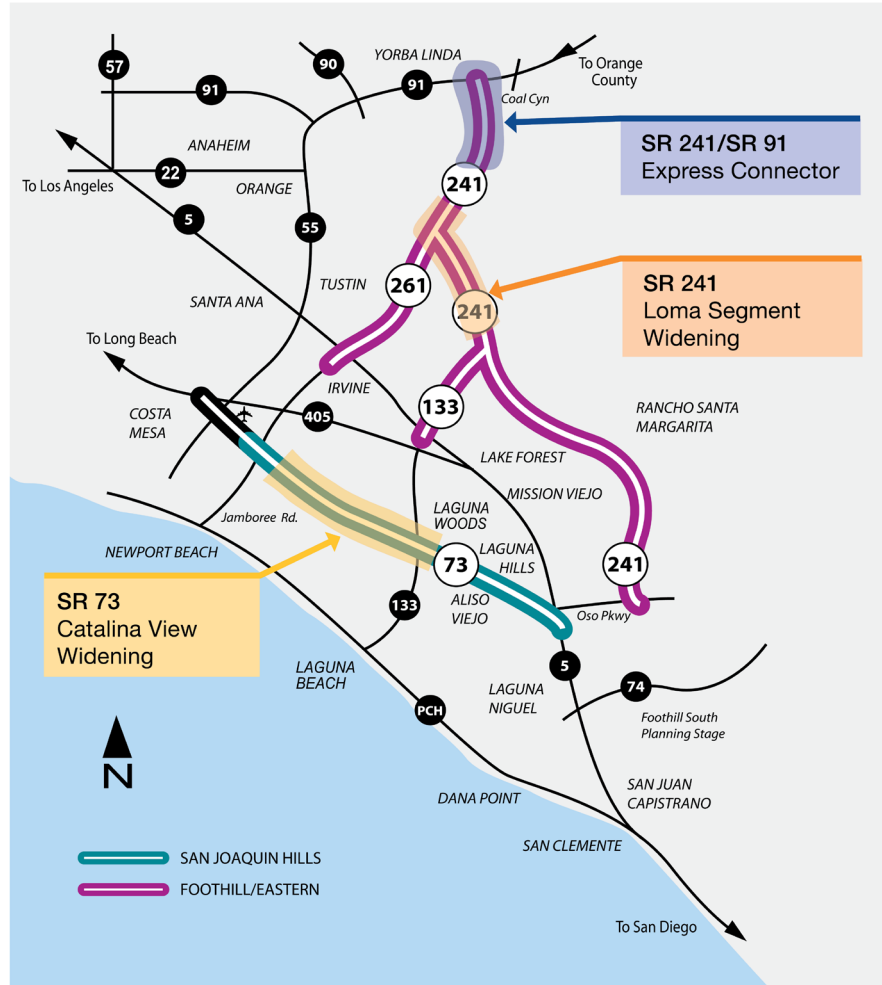 57
90
YORBA LINDA
91
91
To Orange
County
Coal Cyn
ANAHEIM
SR 241/SR 91
Express Connector
22
To Los Angeles
ORANGE
241
5
55
261
TUSTIN
SANTA ANA
241
SR 241
Loma Segment
Widening
To Long Beach
IRVINE
COSTA
MESA
405
133
RANCHO SANTA
MARGARITA
LAKE FOREST
MISSION VIEJO
Jamboree Rd.
LAGUNA
WOODS
NEWPORT BEACH
73
LAGUNA
HILLS
241
SR 73
Catalina View
Widening
133
ALISO
VIEJO
Oso Pkwy
LAGUNA
BEACH
5
LAGUNA
NIGUEL
74
PCH
Foothill South
Planning Stage
N
DANA POINT
SAN JUAN
CAPISTRANO
SAN CLEMENTE
SAN JOAQUIN HILLS
FOOTHILL/EASTERN
To San Diego